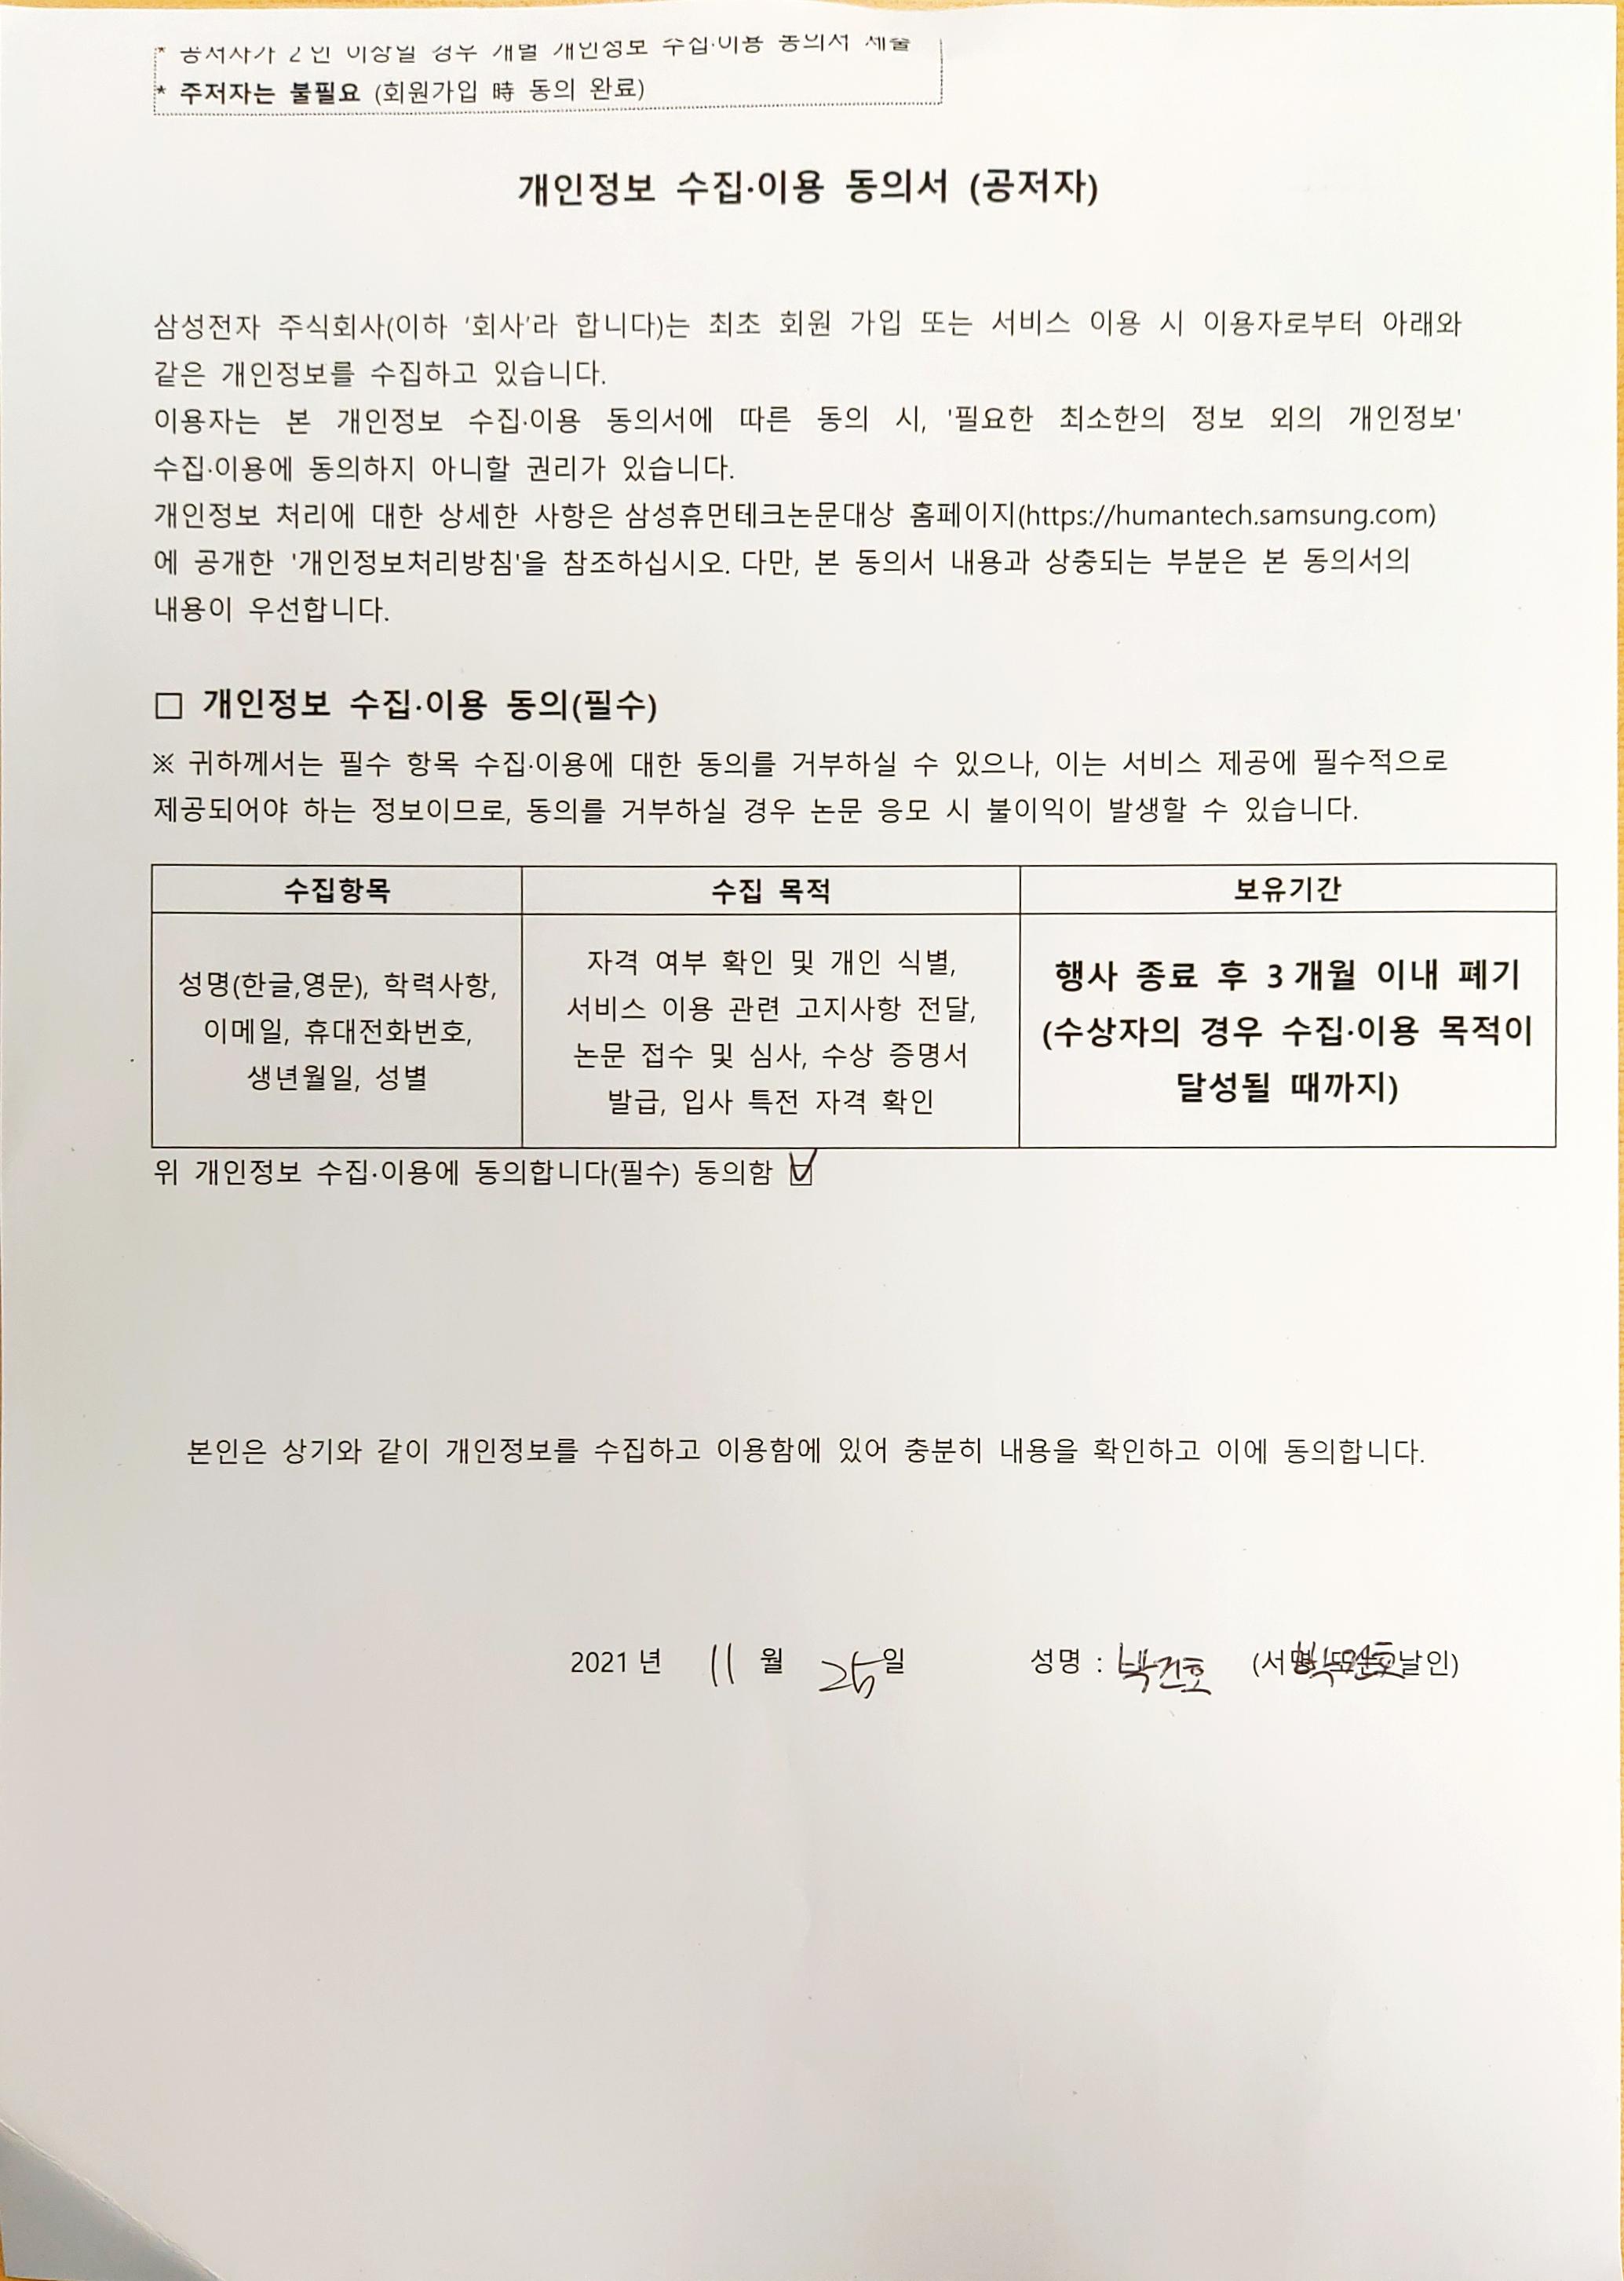 * 공저자가 2인 이상일 경우 개별 개인정보 수집·이용 동의서 제출
* 주저자는 불필요 (회원가입 時 동의 완료)
개인정보 수집·이용 동의서 (공저자)
삼성전자 주식회사(이하 '회사'라 합니다)는 최초 회원 가입 또는 서비스 이용 시 이용자로부터 아래와
같은 개인정보를 수집하고 있습니다.
이용자는 본 개인정보 수집·이용 동의서에 따른 동의 시, '필요한 최소한의 정보 외의 개인정보'
수집·이용에 동의하지 아니할 권리가 있습니다.
개인정보 처리에 대한 상세한 사항은 삼성휴먼테크논문대상 홈페이지(https://humantech.samsung.com)
에 공개한 '개인정보처리방침'을 참조하십시오. 다만, 본 동의서 내용과 상충되는 부분은 본 동의서의
내용이 우선합니다.
□ 개인정보 수집·이용 동의(필수)
※ 귀하께서는 필수 항목 수집·이용에 대한 동의를 거부하실 수 있으나, 이는 서비스 제공에 필수적으로
제공되어야 하는 정보이므로, 동의를 거부하실 경우 논문 응모 시 불이익이 발생할 수 있습니다.
수집항목 수집 목적 보유기간
성명(한글,영문), 학력사항,
이메일, 휴대전화번호,
생년월일, 성별
자격 여부 확인 및 개인 식별,
서비스 이용 관련 고지사항 전달,
논문 접수 및 심사, 수상 증명서
발급, 입사 특전 자격 확인
행사 종료 후 3개월 이내 폐기
(수상자의 경우 수집·이용 목적이
달성될 때까지)
위 개인정보 수집·이용에 동의합니다(필수) 동의함 ☑
본인은 상기와 같이 개인정보를 수집하고 이용함에 있어 충분히 내용을 확인하고 이에 동의합니다.
2021년 11 월 25일 성명 : 박건호 (서명 또는 날인) 박건호